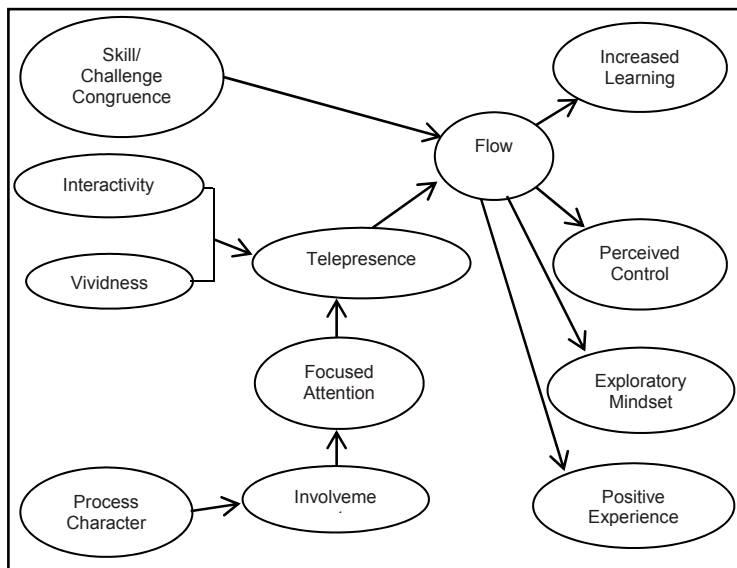 Skill/
Challenge
Congruence
Increased
Learning
Flow
Interactivity
Vividness
Telepresence
Perceived
Control
Focused
Attention
Exploratory
Mindset
Process
Character
Involveme
Positive
Experience